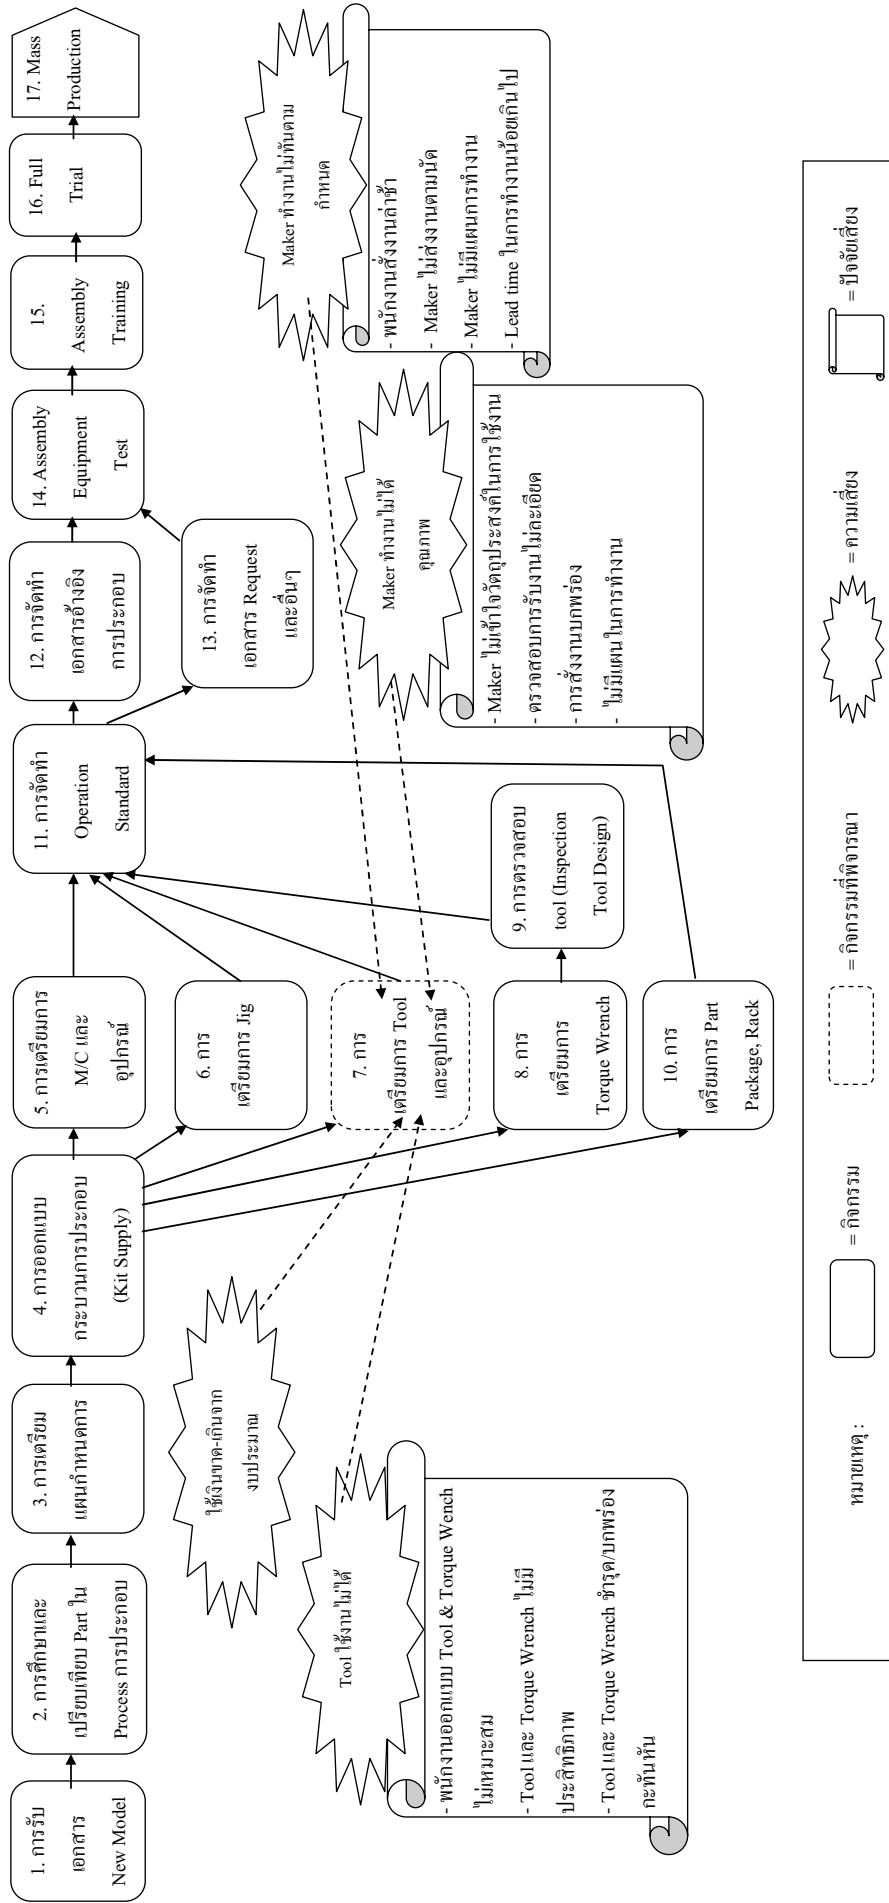 1. การรับ
เอกสาร
New Model
2. การศึกษาและ
เปรียบเทียบ Part ใน
Process การประกอบ
3. การเตรียม
แผนกำหนดการ
4. การออกแบบ
กระบวนการประกอบ
(Kit Supply)
5. การเตรียมการ
M/C และ
อุปกรณ์
6. การ
เตรียมการ Jig
7. การ
เตรียมการ Tool
และอุปกรณ์
8. การ
เตรียมการ
Torque Wrench
9. การตรวจสอบ
tool (Inspection
Tool Design)
10. การ
เตรียมการ Part
Package, Rack
11. การจัดทำ
Operation
Standard
12. การจัดทำ
เอกสารอ้างอิง
การประกอบ
13. การจัดทำ
เอกสาร Request
และอื่นๆ
14. Assembly
Equipment
Test
15.
Assembly
Training
16. Full
Trial
17. Mass
Production
ใช้เงินขาด-เกินจาก
งบประมาณ
Tool ใช้งานไม่ได้
- พนักงานออกแบบ Tool & Torque Wench
ไม่เหมาะสม
- Tool และ Torque Wrench ไม่มี
ประสิทธิภาพ
- Tool และ Torque Wrench ชำรุด/บกพร่อง
กะทันหัน
Maker ทำงานไม่ได้
คุณภาพ
- Maker ไม่เข้าใจวัตถุประสงค์ในการใช้งาน
- ตรวจสอบการรับงานไม่ละเอียด
- การสั่งงานบกพร่อง
- ไม่มีแผนในการทำงาน
Maker ทำงานไม่ทันตาม
กำหนด
- พนักงานสั่งงานล่าช้า
- Maker ไม่ส่งงานตามนัด
- Maker ไม่มีแผนการทำงาน
- Lead time ในการทำงานน้อยเกินไป
หมายเหตุ :
= กิจกรรม
= กิจกรรมที่พิจารณา
= ความเสี่ยง
= ปัจจัยเสี่ยง